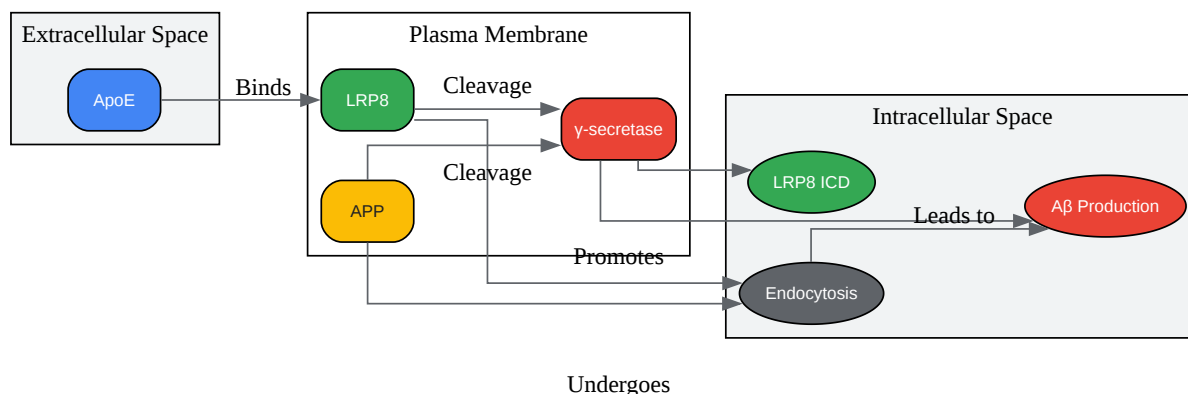 Extracellular Space
Plasma Membrane
ApoE
Binds
LRP8
Cleavage
γ-secretase
Cleavage
APP
Intracellular Space
LRP8 ICD
Aβ Production
Leads to
Promotes
Endocytosis
Undergoes